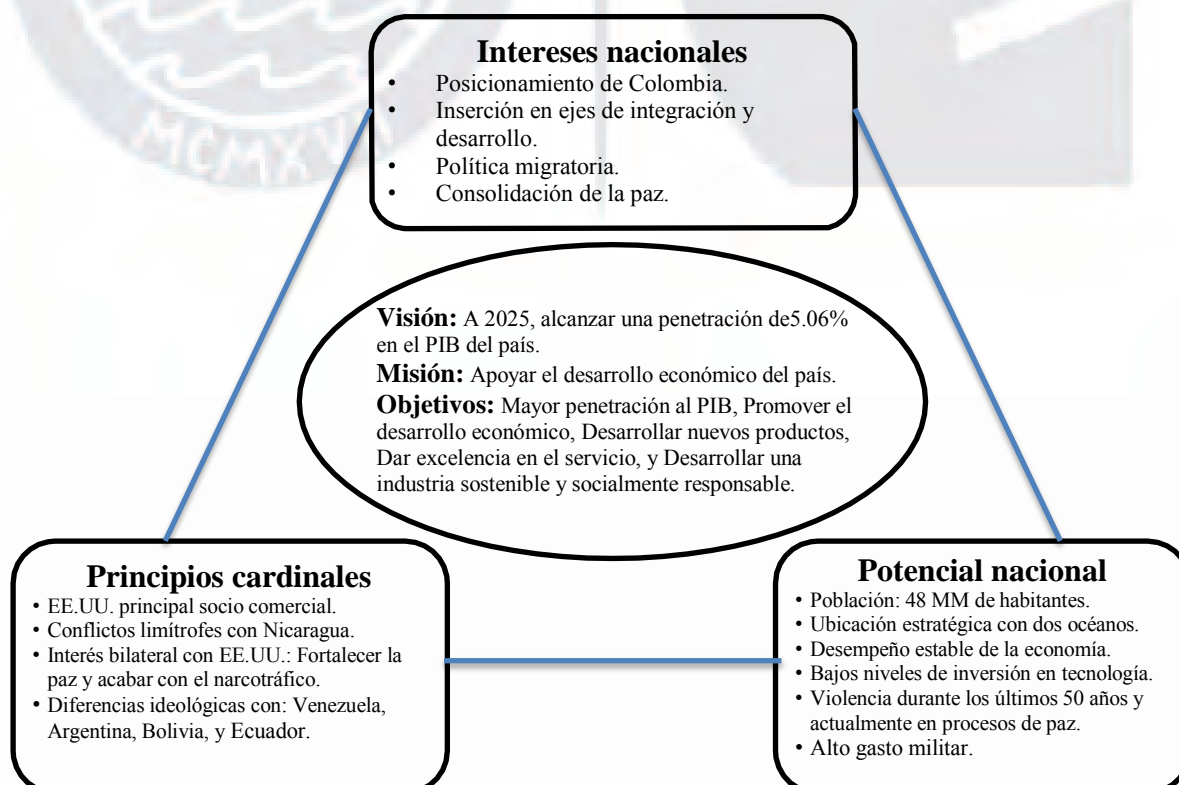 MCMXVII
Intereses nacionales
• Posicionamiento de Colombia.
• Inserción en ejes de integración y
desarrollo.
• Política migratoria.
• Consolidación de la paz.
Visión: A 2025, alcanzar una penetración de5.06%
en el PIB del país.
Misión: Apoyar el desarrollo económico del país.
Objetivos: Mayor penetración al PIB, Promover el
desarrollo económico, Desarrollar nuevos productos,
Dar excelencia en el servicio, y Desarrollar una
industria sostenible y socialmente responsable.
Principios cardinales
• EE.UU. principal socio comercial.
• Conflictos limítrofes con Nicaragua.
• Interés bilateral con EE.UU.: Fortalecer la
paz y acabar con el narcotráfico.
• Diferencias ideológicas con: Venezuela,
Argentina, Bolivia, y Ecuador.
Potencial nacional
• Población: 48 MM de habitantes.
• Ubicación estratégica con dos océanos.
• Desempeño estable de la economía.
• Bajos niveles de inversión en tecnología.
• Violencia durante los últimos 50 años y
actualmente en procesos de paz.
• Alto gasto militar.